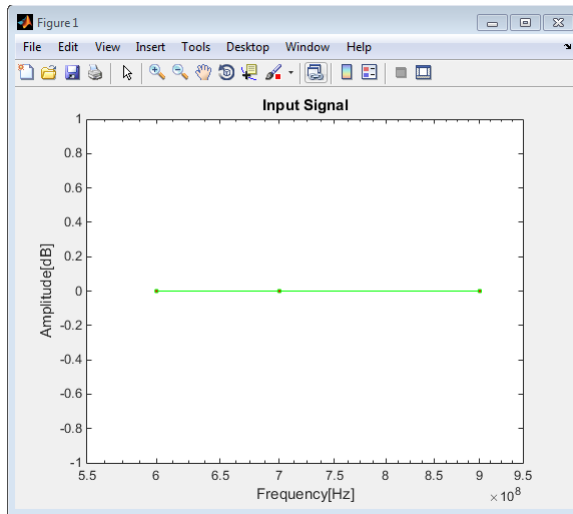 Figure 1
File Edit View Insert Tools Desktop Window Help
Input Signal
Amplitude[dB]
1
0.8
0.6
0.4
0.2
0
-0.2
-0.4
-0.6
-0.8
-1
5.5 6 6.5 7 7.5 8 8.5 9 9.5
Frequency[Hz]
×10^8